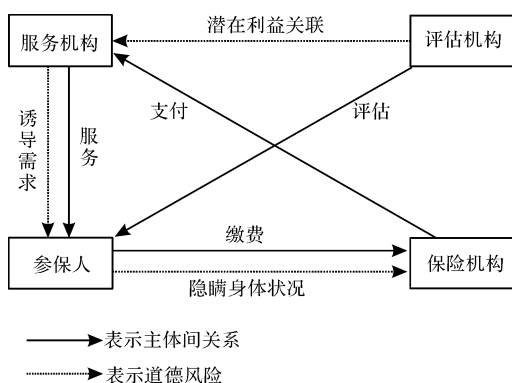 潜在利益关联
服务机构
评估机构
支付
评估
诱导需求
服务
缴费
参保人
保险机构
隐瞒身体状况
表示主体间关系
表示道德风险